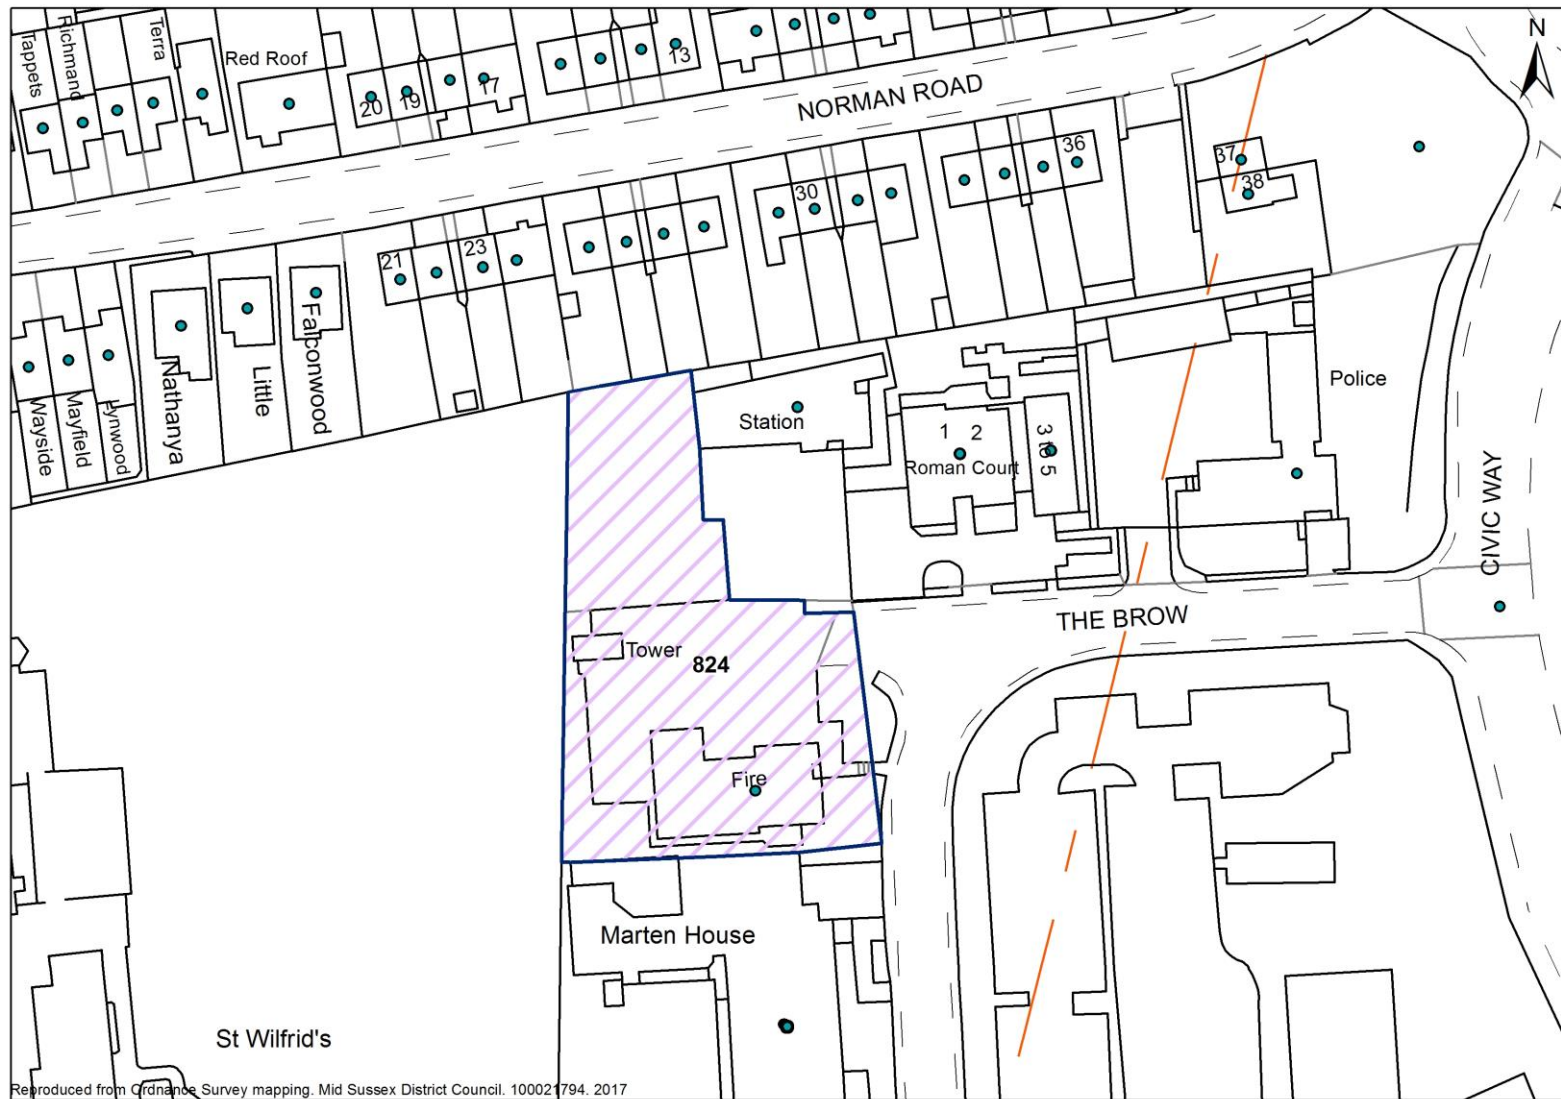 Tappets
Richmand
Terra
Red Roof
20
19
17
13
NORMAN ROAD
N
36
37
38
30
21
23
Falconwood
Little
Nathanya
Lynwood
Mayfield
Wayside
Station
1 2
Roman Court
3 to 5
Police
CIVIC WAY
THE BROW
Tower
824
Fire
Marten House
St Wilfrid's
Reproduced from Ordnance Survey mapping. Mid Sussex District Council. 100021794. 2017